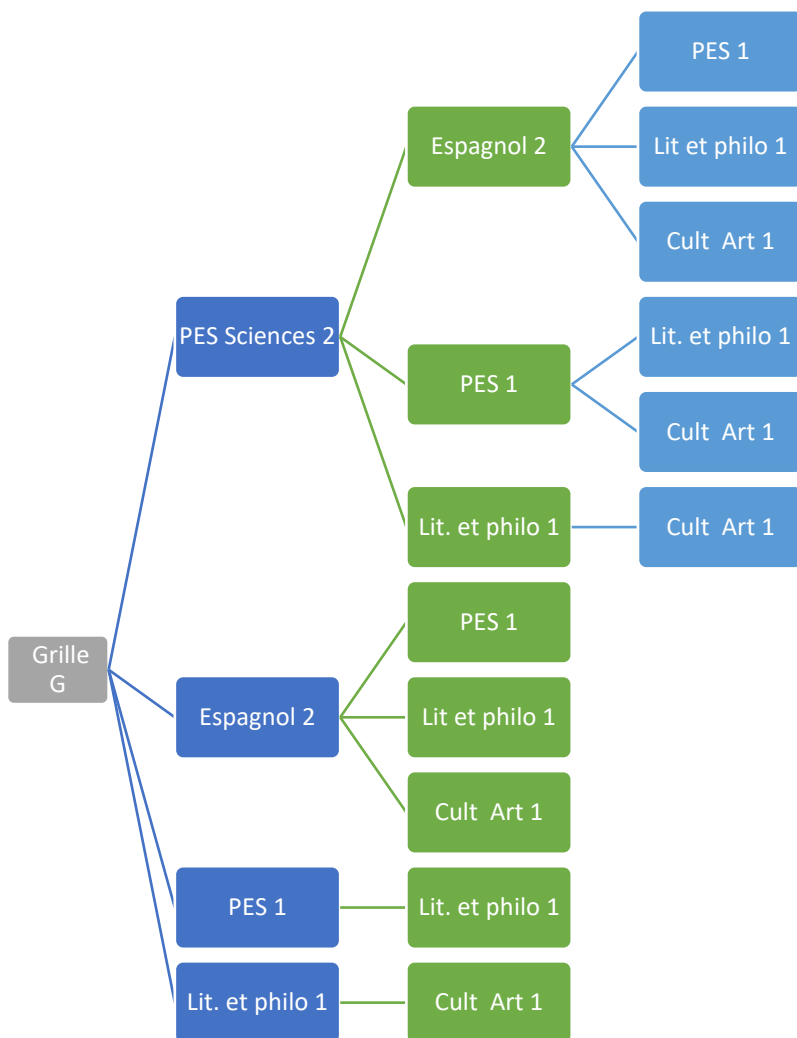 PES 1
Espagnol 2
Lit et philo 1
Cult  Art 1
PES Sciences 2
Lit. et philo 1
PES 1
Cult  Art 1
Lit. et philo 1
Cult  Art 1
Grille
G
PES 1
Espagnol 2
Lit et philo 1
Cult  Art 1
PES 1
Lit. et philo 1
Lit. et philo 1
Cult  Art 1